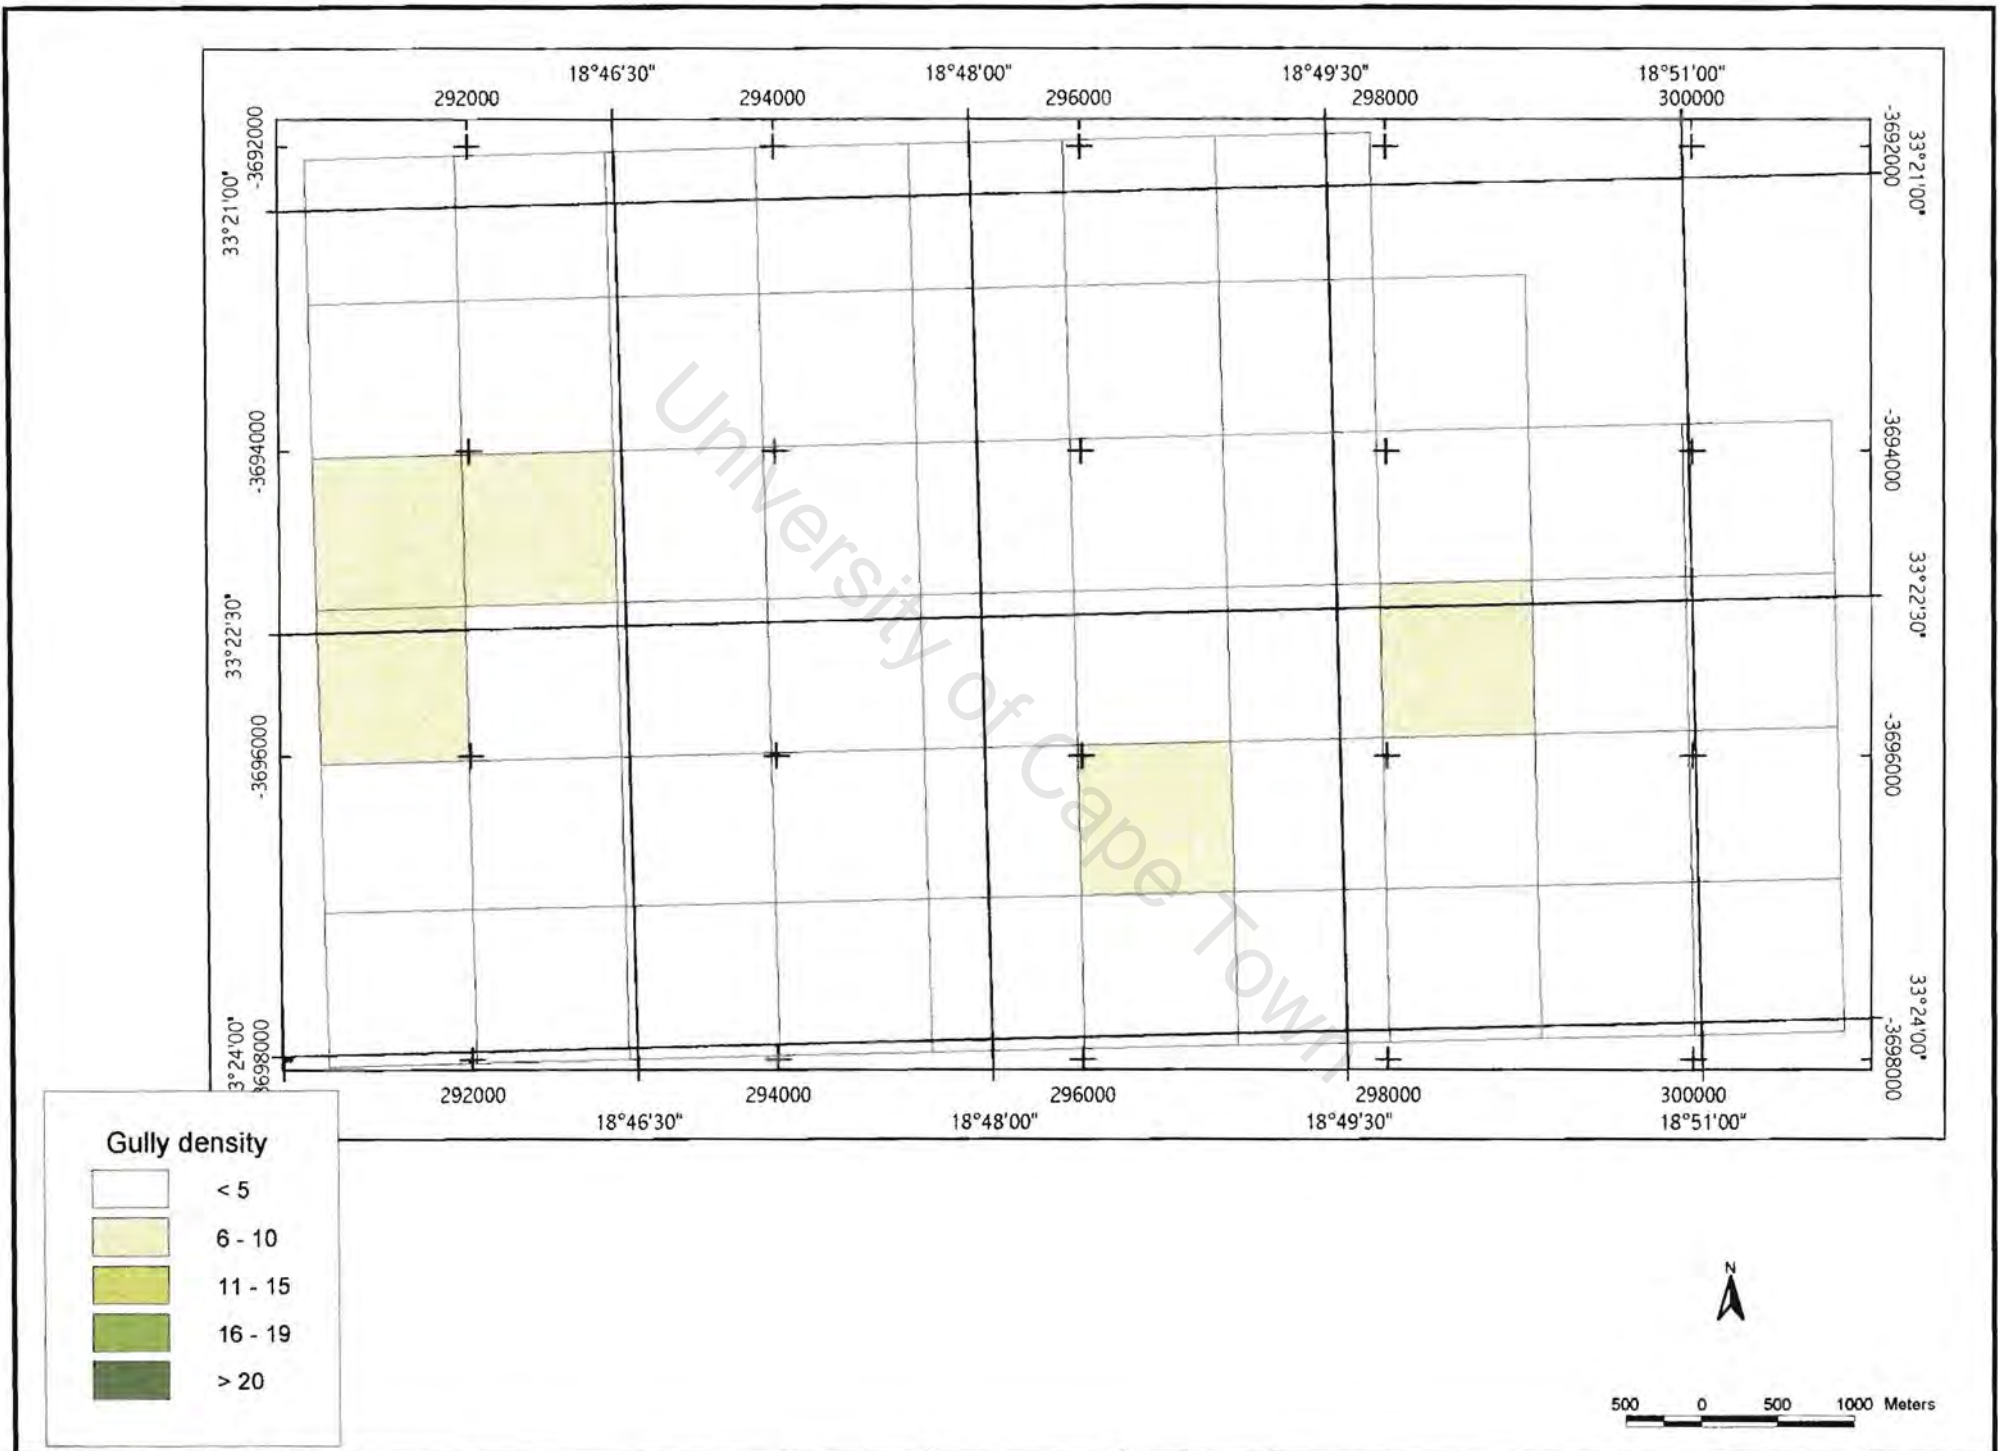 18°46'30" 18°48'00" 18°49'30" 18°51'00"
292000 294000 296000 298000 300000
-3692000 -3692000
33°21'00" 33°21'00"
-3694000 -3694000
33°22'30" 33°22'30"
-3696000 -3696000
3°24'00" 33°24'00"
3698000 -3698000
292000 294000 296000 298000 300000
18°46'30" 18°48'00" 18°49'30" 18°51'00"
University of Cape Town
Gully density
< 5
6 - 10
11 - 15
16 - 19
> 20
N
500 0 500 1000 Meters